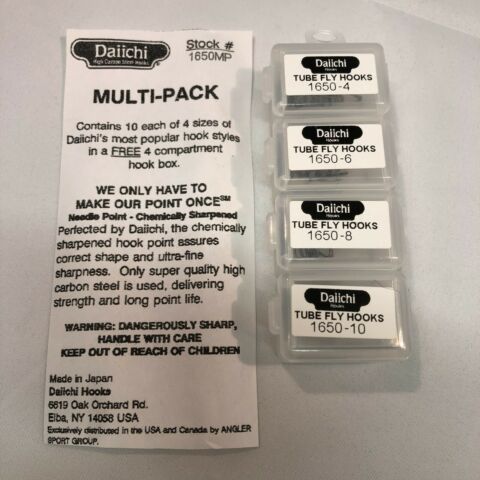 Daiichi
High Carbon Steel Hooks
Stock #
1650MP
MULTI-PACK
Contains 10 each of 4 sizes of
Daiichi's most popular hook styles
in a FREE 4 compartment
hook box.
WE ONLY HAVE TO
MAKE OUR POINT ONCE℠
Needle Point - Chemically Sharpened
Perfected by Daiichi, the chemically
sharpened hook point assures
correct shape and ultra-fine
sharpness. Only super quality high
carbon steel is used, delivering
strength and long point life.
WARNING: DANGEROUSLY SHARP,
HANDLE WITH CARE
KEEP OUT OF REACH OF CHILDREN
Made in Japan
Daiichi Hooks
6619 Oak Orchard Rd.
Elba, NY 14058 USA
Exclusively distributed in the USA and Canada by ANGLER
SPORT GROUP.
Daiichi
Hooks
TUBE FLY HOOKS
1650-4
Daiichi
Hooks
TUBE FLY HOOKS
1650-6
Daiichi
Hooks
TUBE FLY HOOKS
1650-8
Daiichi
Hooks
TUBE FLY HOOKS
1650-10